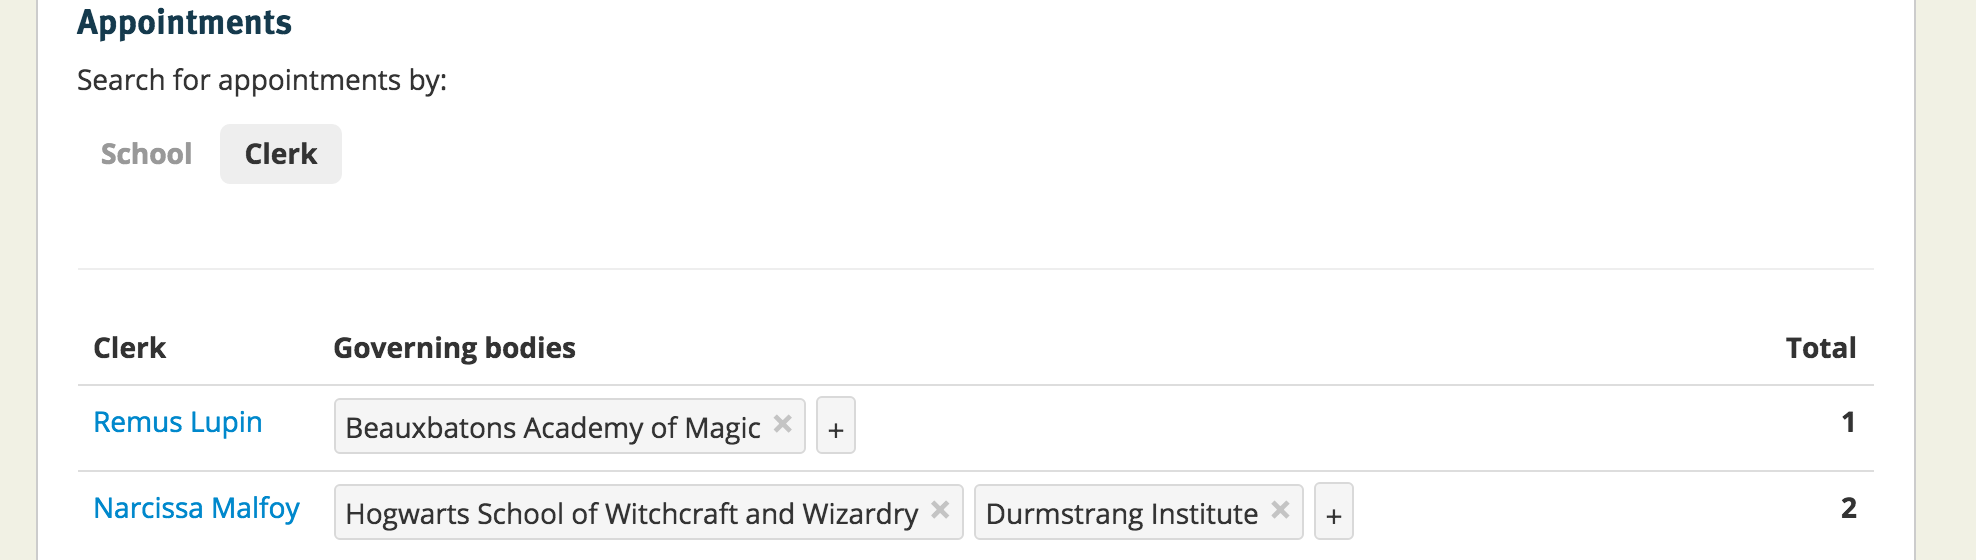 Appointments
Search for appointments by:
School Clerk
Clerk Governing bodies Total
Remus Lupin Beauxbatons Academy of Magic × + 1
Narcissa Malfoy Hogwarts School of Witchcraft and Wizardry × Durmstrang Institute × + 2